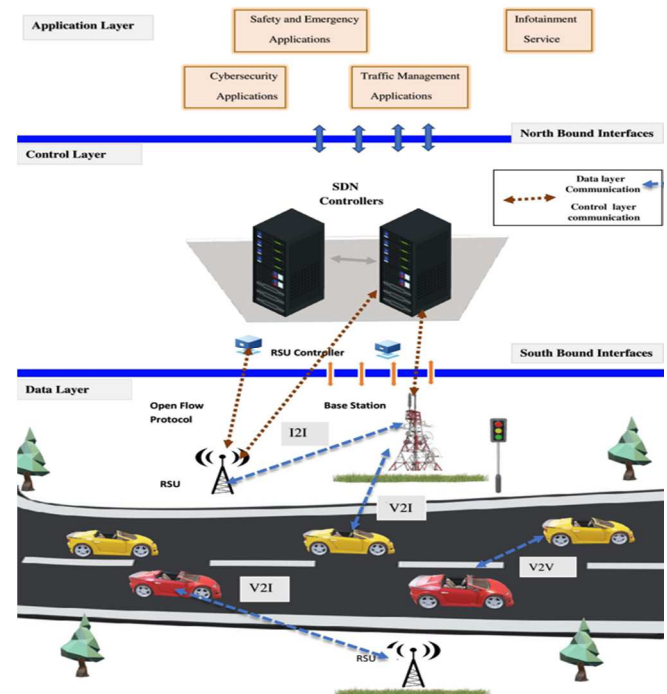 Application Layer
Safety and Emergency
Applications
Infotainment
Service
Cybersecurity
Applications
Traffic Management
Applications
North Bound Interfaces
Control Layer
Data layer
Communication
Control layer
communication
SDN
Controllers
RSU Controller
South Bound Interfaces
Data Layer
Open Flow
Protocol
Base Station
I2I
RSU
V2I
V2V
V2I
RSU